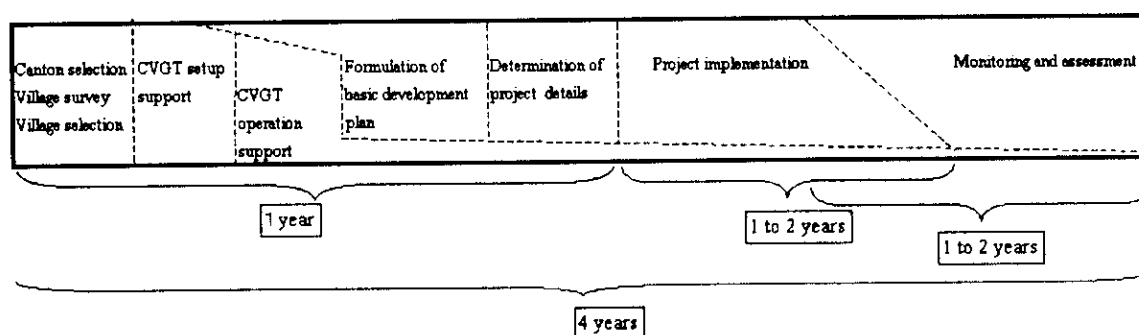 Canton selection
Village survey
Village selection
CVGT setup
support
CVGT
operation
support
Formulation of
basic development
plan
Determination of
project details
Project implementation
Monitoring and assessment
1 year
1 to 2 years
1 to 2 years
4 years